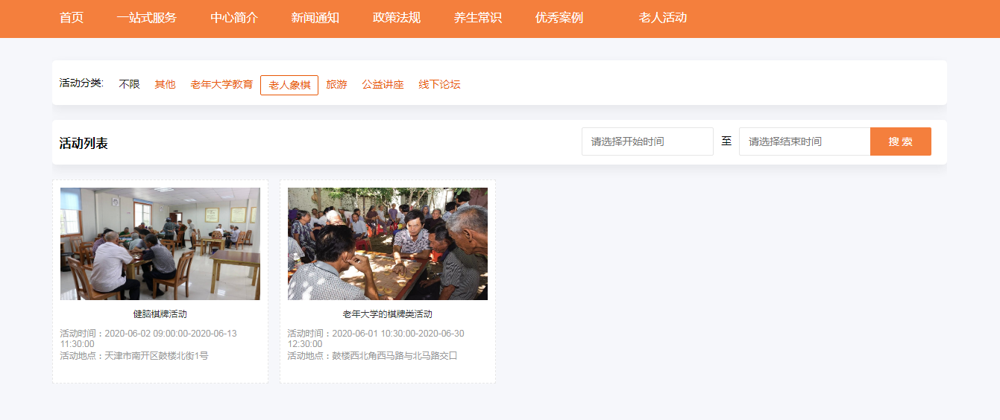 首页 一站式服务 中心简介 新闻通知 政策法规 养生常识 优秀案例 老人活动
活动分类: 不限 其他 老年大学教育 老人象棋 旅游 公益讲座 线下论坛
活动列表 请选择开始时间 至 请选择结束时间 搜 索
健脑棋牌活动
活动时间：2020-06-02 09:00:00-2020-06-13
11:30:00
活动地点：天津市南开区鼓楼北街1号
老年大学的棋牌类活动
活动时间：2020-06-01 10:30:00-2020-06-30
12:30:00
活动地点：鼓楼西北角西马路与北马路交口